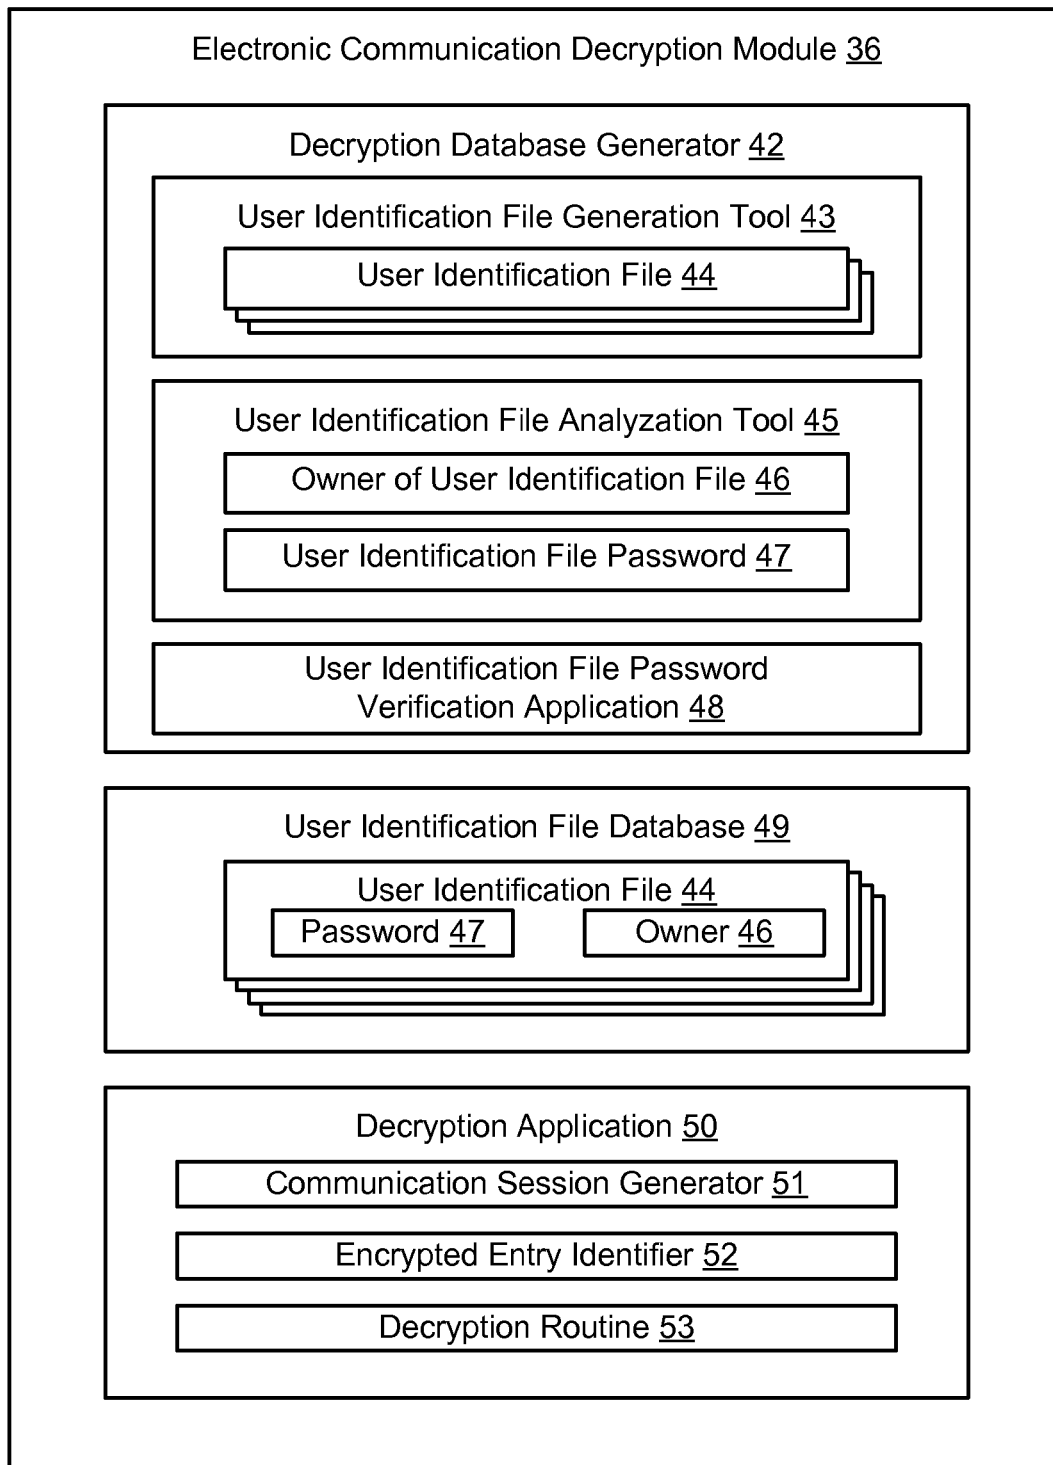 Electronic Communication Decryption Module 36
Decryption Database Generator 42
User Identification File Generation Tool 43
User Identification File 44
User Identification File Analyzation Tool 45
Owner of User Identification File 46
User Identification File Password 47
User Identification File Password
Verification Application 48
User Identification File Database 49
User Identification File 44
Password 47
Owner 46
Decryption Application 50
Communication Session Generator 51
Encrypted Entry Identifier 52
Decryption Routine 53